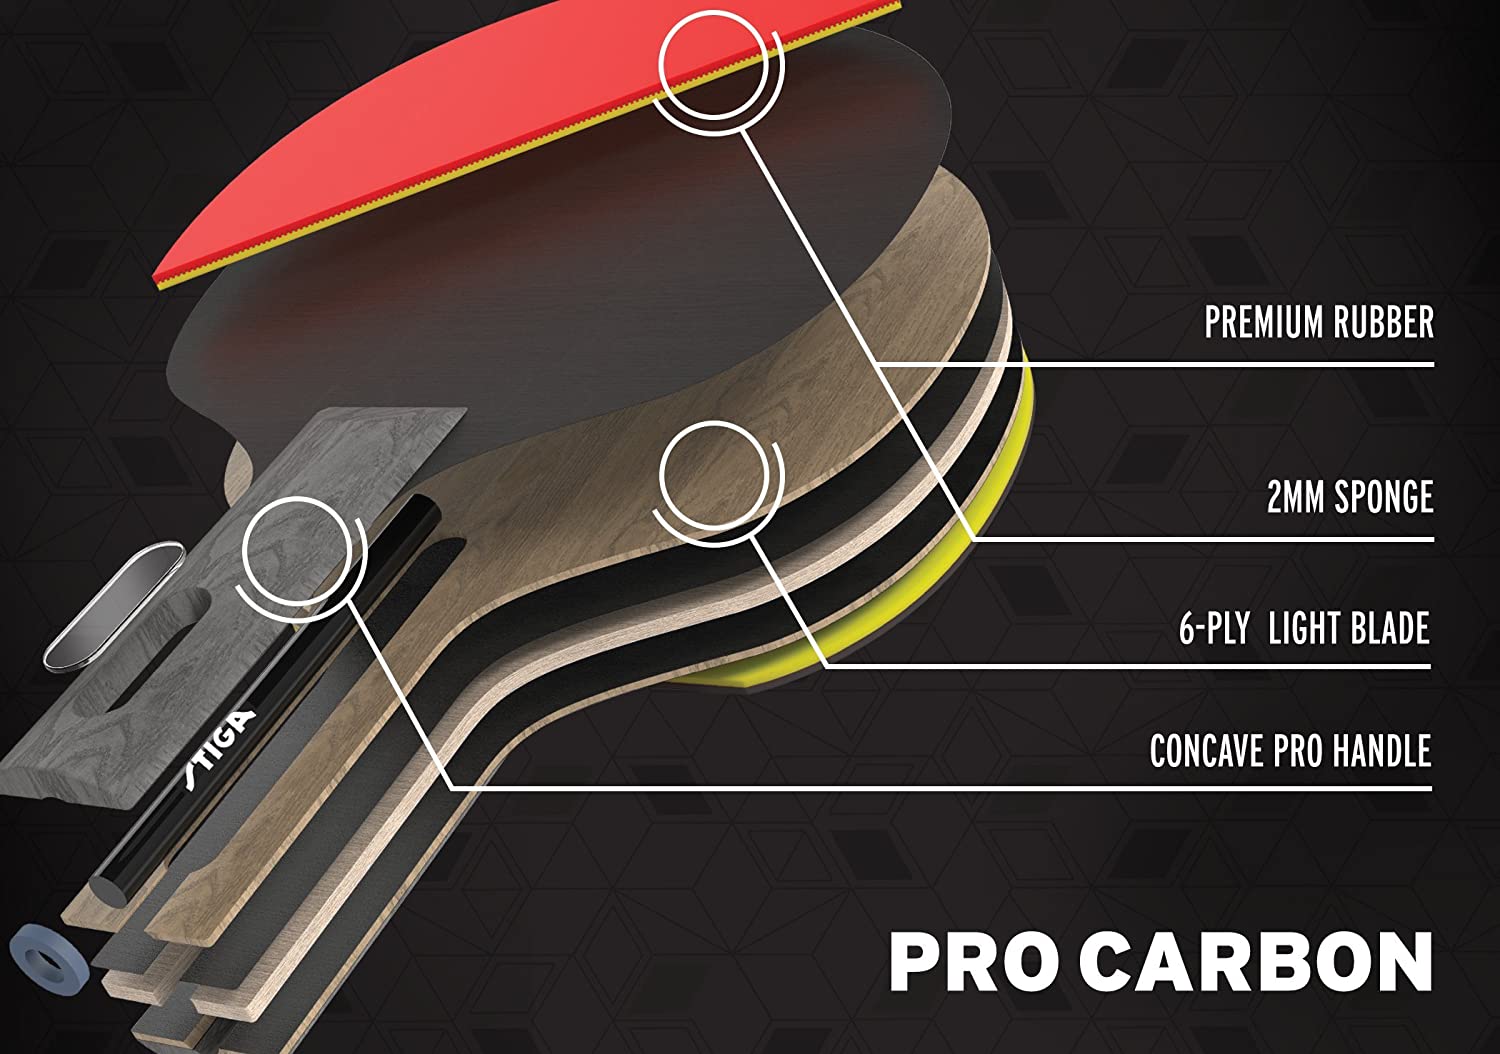 PREMIUM RUBBER
2MM SPONGE
6-PLY LIGHT BLADE
CONCAVE PRO HANDLE
STIGA
PRO CARBON